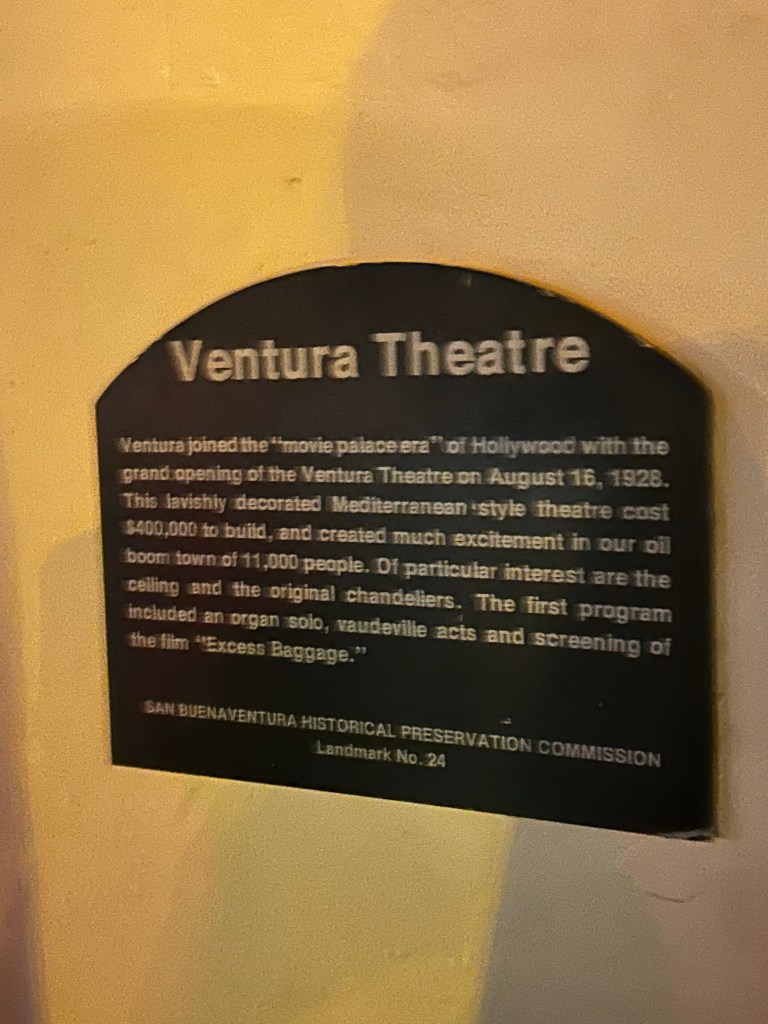 Ventura Theatre
Ventura joined the "movie palace era" of Hollywood with the
grand opening of the Ventura Theatre on August 16, 1928.
This lavishly decorated Mediterranean style theatre cost
$400,000 to build, and created much excitement in our oil
boom town of 11,000 people. Of particular interest are the
ceiling and the original chandeliers. The first program
included an organ solo, vaudeville acts and screening of
the film "Excess Baggage."
SAN BUENAVENTURA HISTORICAL PRESERVATION COMMISSION
Landmark No. 24